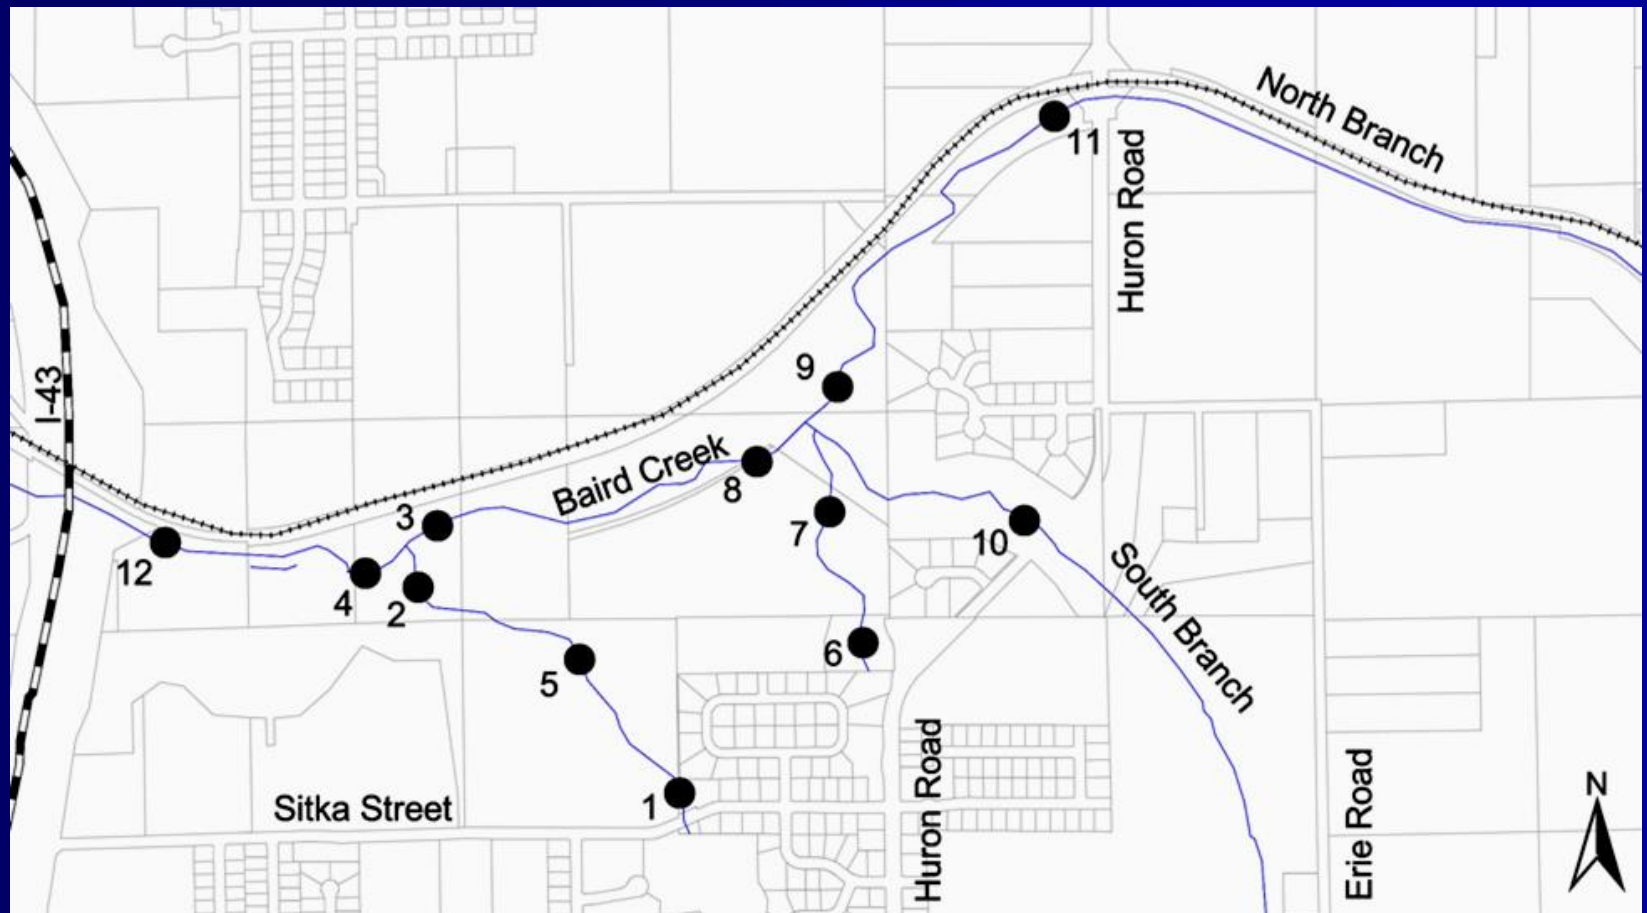 North Branch
11
Huron Road
I-43
9
Baird Creek
8
3
7
10
12
4
2
South Branch
6
5
Huron Road
Erie Road
N
Sitka Street
1